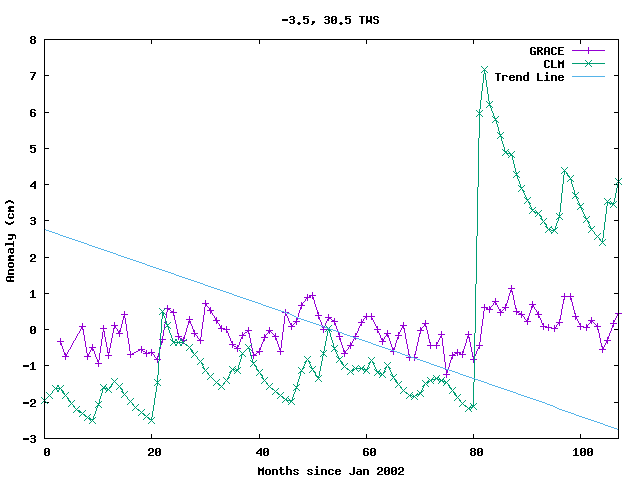 -3.5, 30.5 TWS
GRACE
CLM
Trend Line
8
7
6
5
4
3
2
1
0
-1
-2
-3
Anomaly (cm)
0 20 40 60 80 100
Months since Jan 2002